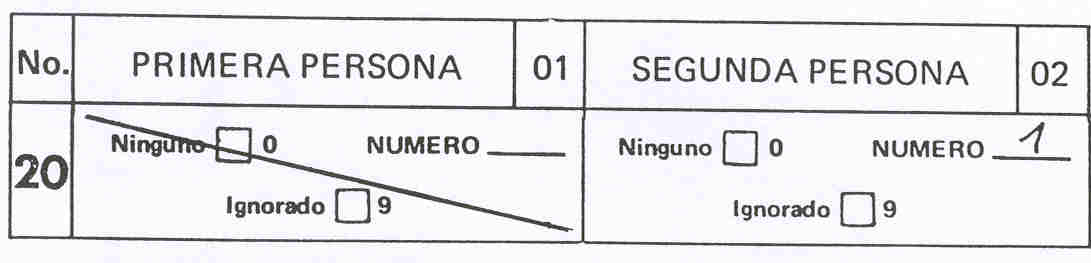 No. PRIMERA PERSONA 01 SEGUNDA PERSONA 02
20 Ninguno 0 NUMERO ____ Ninguno 0 NUMERO 1
Ignorado 9 Ignorado 9